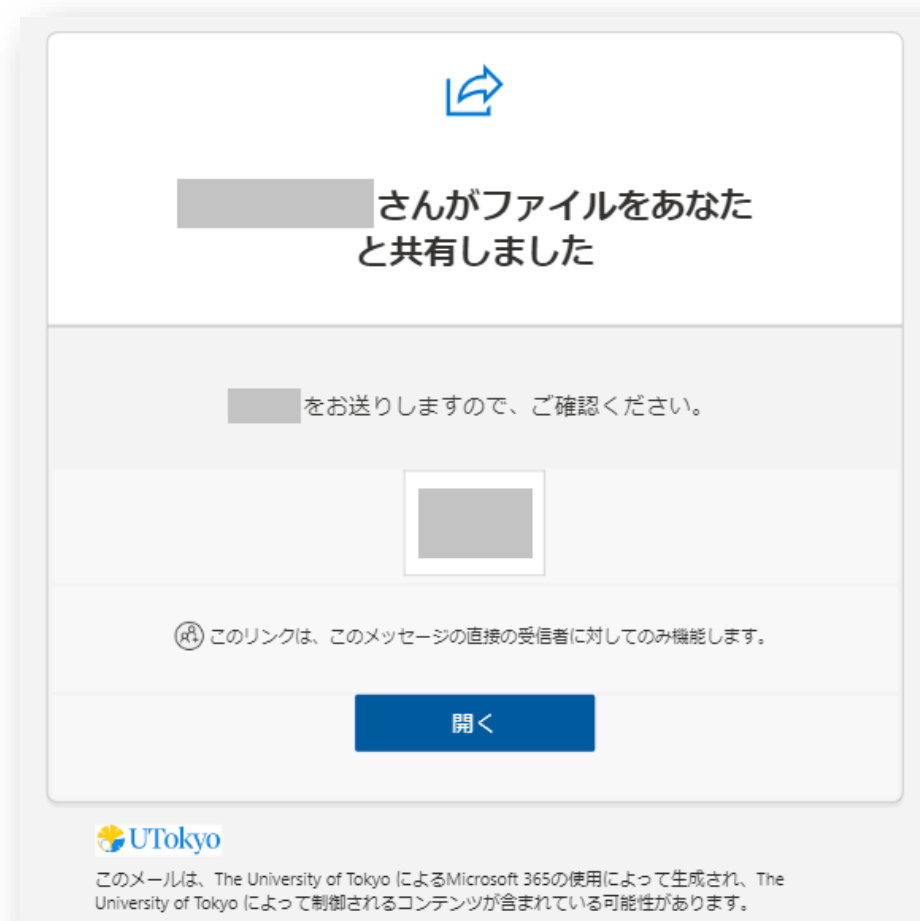 さんがファイルをあなた
と共有しました
をお送りしますので、ご確認ください。
このリンクは、このメッセージの直接の受信者に対してのみ機能します。
開く
UTokyo
このメールは、The University of Tokyo によるMicrosoft 365の使用によって生成され、The
University of Tokyo によって制御されるコンテンツが含まれている可能性があります。